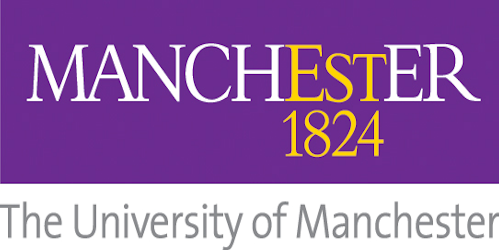 MANCHEstER
1824
The University of Manchester